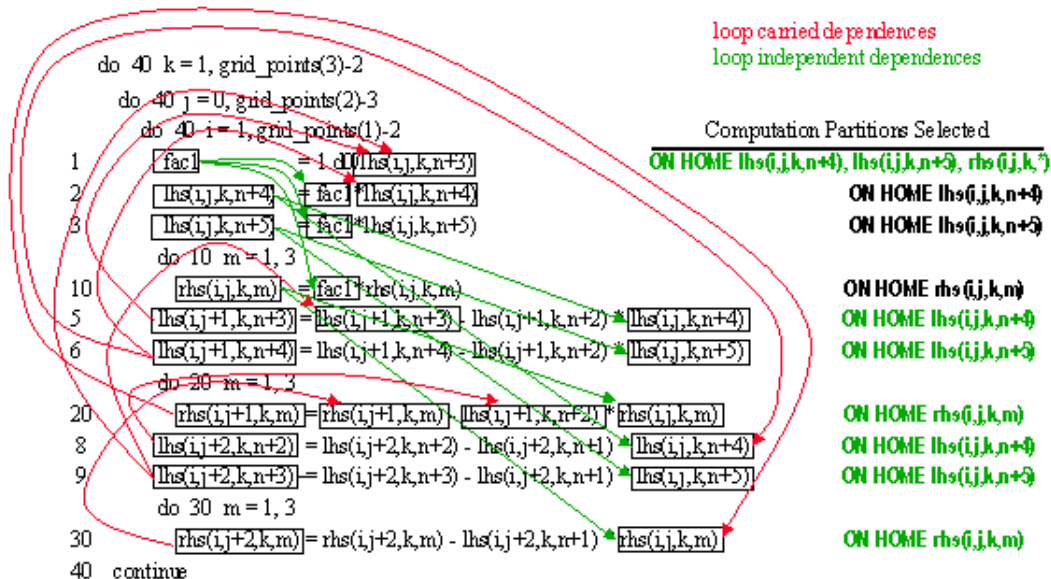 loop carried dependences
loop independent dependences
do 40 k = 1, grid_points(3)-2
do 40 j = 0, grid_points(2)-3
do 40 i = 1, grid_points(1)-2
Computation Partitions Selected
1 fac1 = 1.d0/lhs(i,j,k,n+3) ON HOME lhs(i,j,k,n+4), lhs(i,j,k,n+5), rhs(i,j,k,*)
2 lhs(i,j,k,n+4) = fac1*lhs(i,j,k,n+4) ON HOME lhs(i,j,k,n+4)
3 lhs(i,j,k,n+5) = fac1*lhs(i,j,k,n+5) ON HOME lhs(i,j,k,n+5)
do 10 m = 1, 3
10 rhs(i,j,k,m) = fac1*rhs(i,j,k,m) ON HOME rhs(i,j,k,m)
5 lhs(i,j+1,k,n+3) = lhs(i,j+1,k,n+3) - lhs(i,j+1,k,n+2) * lhs(i,j,k,n+4) ON HOME lhs(i,j,k,n+4)
6 lhs(i,j+1,k,n+4) = lhs(i,j+1,k,n+4) - lhs(i,j+1,k,n+2) * lhs(i,j,k,n+5) ON HOME lhs(i,j,k,n+5)
do 20 m = 1, 3
20 rhs(i,j+1,k,m) = rhs(i,j+1,k,m) - lhs(i,j+1,k,n+2) * rhs(i,j,k,m) ON HOME rhs(i,j,k,m)
8 lhs(i,j+2,k,n+2) = lhs(i,j+2,k,n+2) - lhs(i,j+2,k,n+1) lhs(i,j,k,n+4) ON HOME lhs(i,j,k,n+4)
9 lhs(i,j+2,k,n+3) = lhs(i,j+2,k,n+3) - lhs(i,j+2,k,n+1) lhs(i,j,k,n+5) ON HOME lhs(i,j,k,n+5)
do 30 m = 1, 3
30 rhs(i,j+2,k,m) = rhs(i,j+2,k,m) - lhs(i,j+2,k,n+1) rhs(i,j,k,m) ON HOME rhs(i,j,k,m)
40 continue